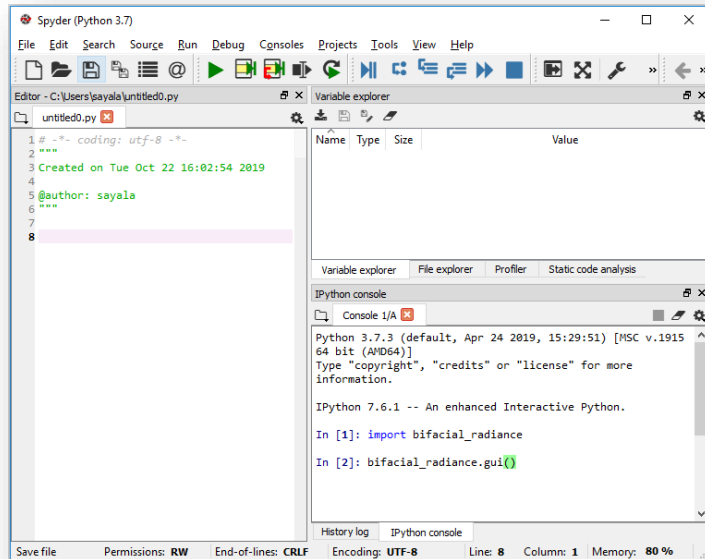 Spyder (Python 3.7)
File Edit Search Source Run Debug Consoles Projects Tools View Help
@ » »
Editor - C:\Users\sayala\untitled0.py
untitled0.py
1 # -*- coding: utf-8 -*-
2 """
3 Created on Tue Oct 22 16:02:54 2019
4
5 @author: sayala
6 """
7
8
Variable explorer
Name Type Size Value
Variable explorer File explorer Profiler Static code analysis
IPython console
Console 1/A
Python 3.7.3 (default, Apr 24 2019, 15:29:51) [MSC v.1915
64 bit (AMD64)]
Type "copyright", "credits" or "license" for more
information.
IPython 7.6.1 -- An enhanced Interactive Python.
In [1]: import bifacial_radiance
In [2]: bifacial_radiance.gui()
History log IPython console
Save file Permissions: RW End-of-lines: CRLF Encoding: UTF-8 Line: 8 Column: 1 Memory: 80 %